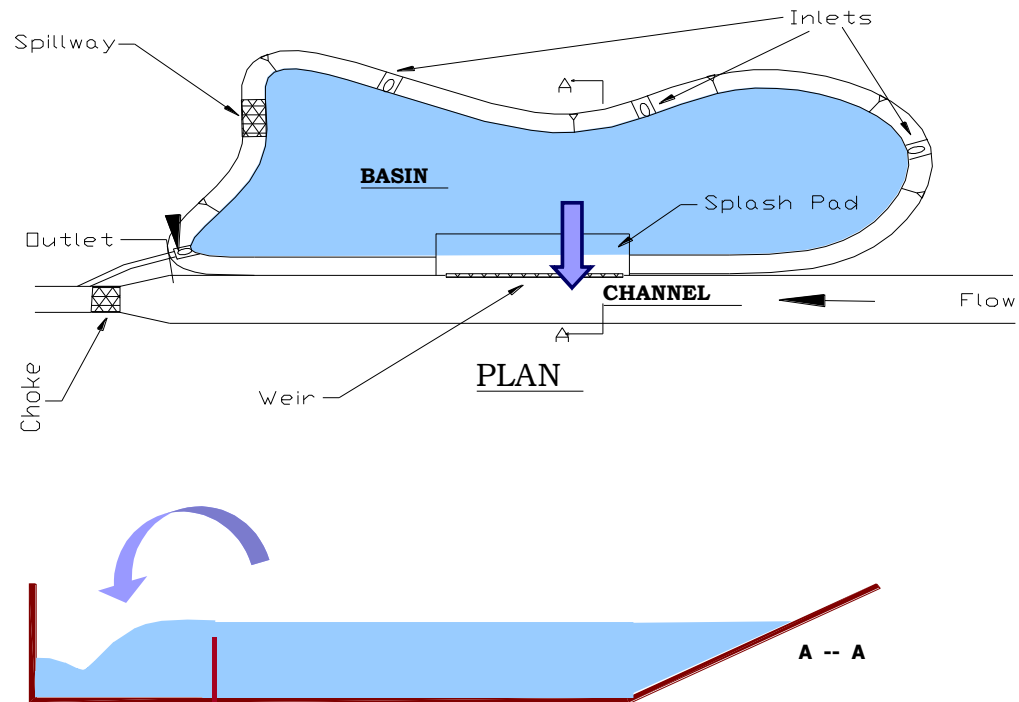 Inlets
Spillway
A
BASIN
Splash Pad
Outlet
CHANNEL
Flow
A
PLAN
Weir
Choke
A -- A